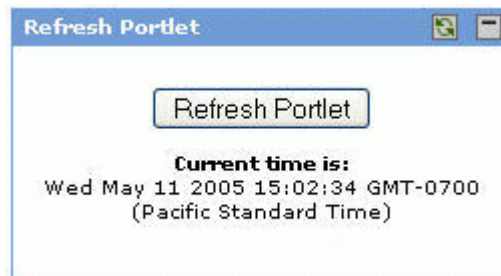 Refresh Portlet
Refresh Portlet
Current time is:
Wed May 11 2005 15:02:34 GMT-0700
(Pacific Standard Time)